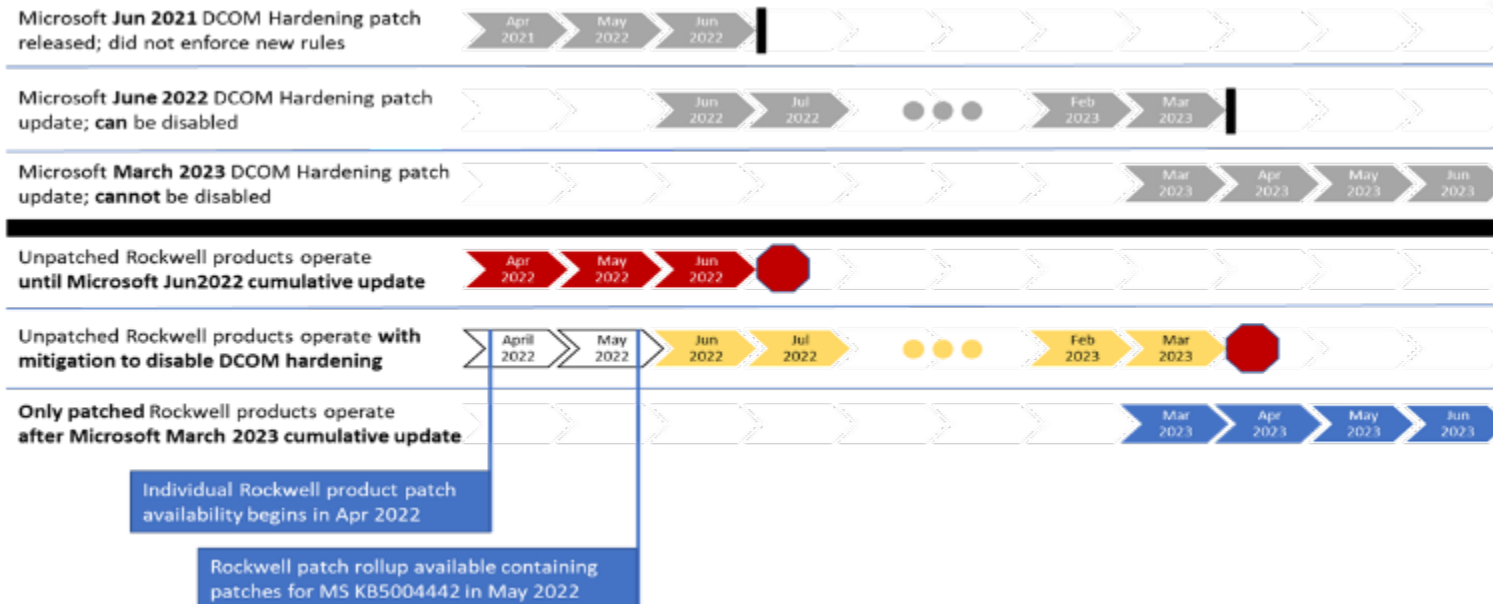 Microsoft Jun 2021 DCOM Hardening patch
released; did not enforce new rules
Apr
2021
May
2022
Jun
2022
Microsoft June 2022 DCOM Hardening patch
update; can be disabled
Jun
2022
Jul
2022
Feb
2023
Mar
2023
Microsoft March 2023 DCOM Hardening patch
update; cannot be disabled
Mar
2023
Apr
2023
May
2023
Jun
2023
Unpatched Rockwell products operate
until Microsoft Jun2022 cumulative update
Apr
2022
May
2022
Jun
2022
Unpatched Rockwell products operate with
mitigation to disable DCOM hardening
April
2022
May
2022
Jun
2022
Jul
2022
Feb
2023
Mar
2023
Only patched Rockwell products operate
after Microsoft March 2023 cumulative update
Mar
2023
Apr
2023
May
2023
Jun
2023
Individual Rockwell product patch
availability begins in Apr 2022
Rockwell patch rollup available containing
patches for MS KB5004442 in May 2022